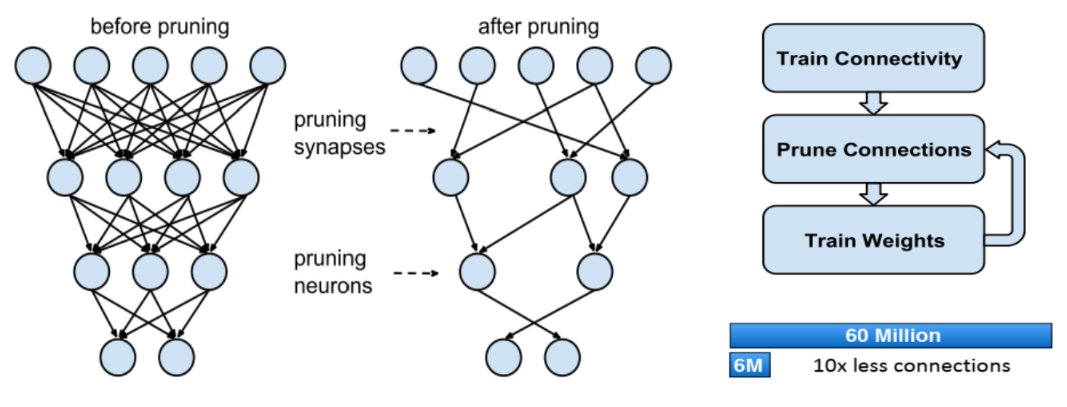 before pruning
after pruning
pruning
synapses
pruning
neurons
Train Connectivity
Prune Connections
Train Weights
60 Million
6M
10x less connections